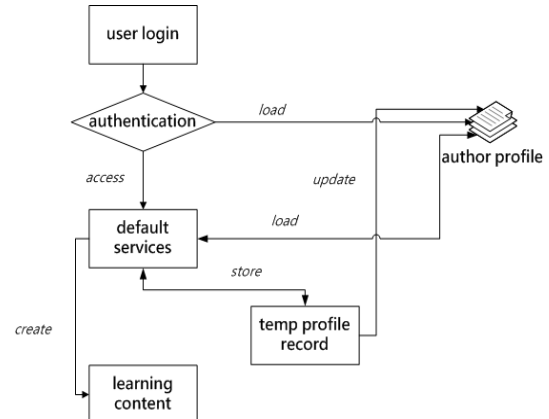 user login
authentication
load
author profile
access
update
default
services
load
store
temp profile
record
create
learning
content